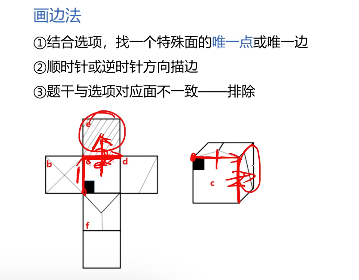 画边法
①结合选项，找一个特殊面的唯一点或唯一边
②顺时针或逆时针方向描边
③题干与选项对应面不一致——排除
e
b
d
c
f